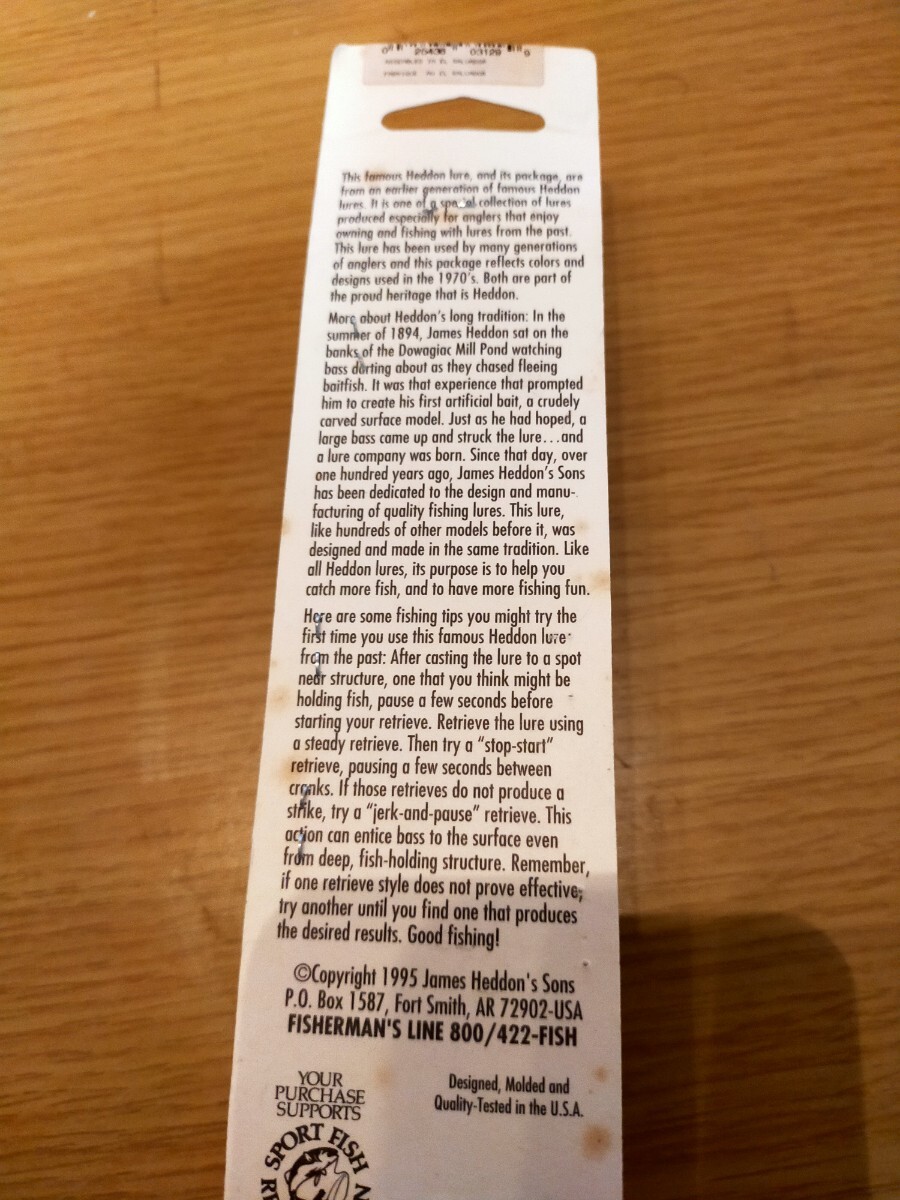 0 25436 03129 9
ASSEMBLED IN EL SALVADOR
This famous Heddon lure, and its package, are
from an earlier generation of famous Heddon
lures. It is one of a special collection of lures
produced especially for anglers that enjoy
owning and fishing with lures from the past.
This lure has been used by many generations
of anglers and this package reflects colors and
designs used in the 1970's. Both are part of
the proud heritage that is Heddon.
More about Heddon's long tradition: In the
summer of 1894, James Heddon sat on the
banks of the Dowagiac Mill Pond watching
bass darting about as they chased fleeing
baitfish. It was that experience that prompted
him to create his first artificial bait, a crudely
carved surface model. Just as he had hoped, a
large bass came up and struck the lure...and
a lure company was born. Since that day, over
one hundred years ago, James Heddon's Sons
has been dedicated to the design and manu-
facturing of quality fishing lures. This lure,
like hundreds of other models before it, was
designed and made in the same tradition. Like
all Heddon lures, its purpose is to help you
catch more fish, and to have more fishing fun.
Here are some fishing tips you might try the
first time you use this famous Heddon lure
from the past: After casting the lure to a spot
near structure, one that you think might be
holding fish, pause a few seconds before
starting your retrieve. Retrieve the lure using
a steady retrieve. Then try a "stop-start"
retrieve, pausing a few seconds between
cranks. If those retrieves do not produce a
strike, try a "jerk-and-pause" retrieve. This
action can entice bass to the surface even
from deep, fish-holding structure. Remember,
if one retrieve style does not prove effective,
try another until you find one that produces
the desired results. Good fishing!
©Copyright 1995 James Heddon's Sons
P.O. Box 1587, Fort Smith, AR 72902-USA
FISHERMAN'S LINE 800/422-FISH
YOUR
PURCHASE
SUPPORTS
Designed, Molded and
Quality-Tested in the U.S.A.
SPORT FISH